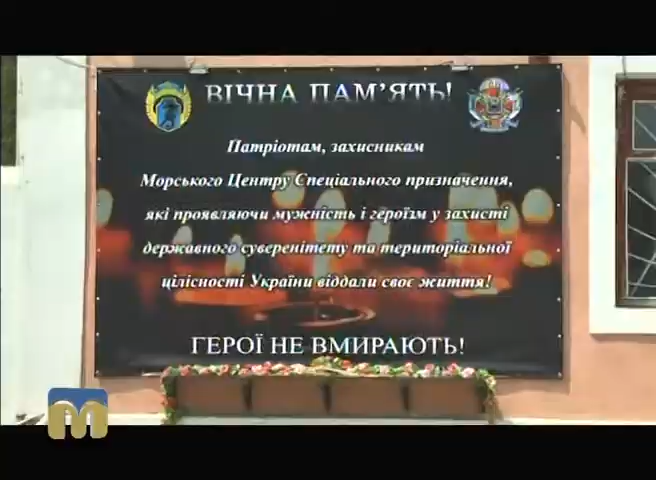 ВІЧНА ПАМ'ЯТЬ!
Патріотам, захисникам
Морського Центру Спеціального призначення,
які проявляючи мужність і героїзм у захисті
державного суверенітету та територіальної
цілісності України віддали своє життя!
ГЕРОЇ НЕ ВМИРАЮТЬ!